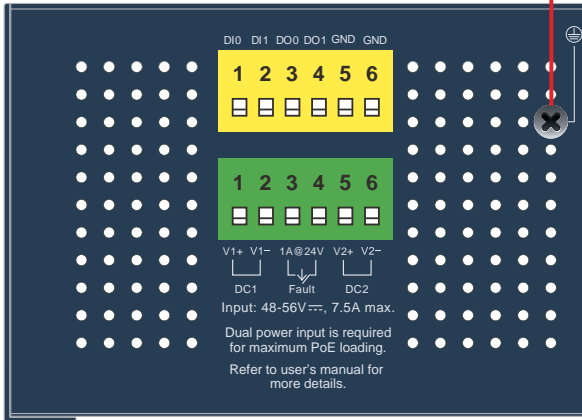 DI0 DI1 DO0 DO1 GND GND
1 2 3 4 5 6
1 2 3 4 5 6
V1+ V1− 1A@24V V2+ V2−
DC1 Fault DC2
Input: 48-56V⎓, 7.5A max.
Dual power input is required
for maximum PoE loading.
Refer to user’s manual for
more details.